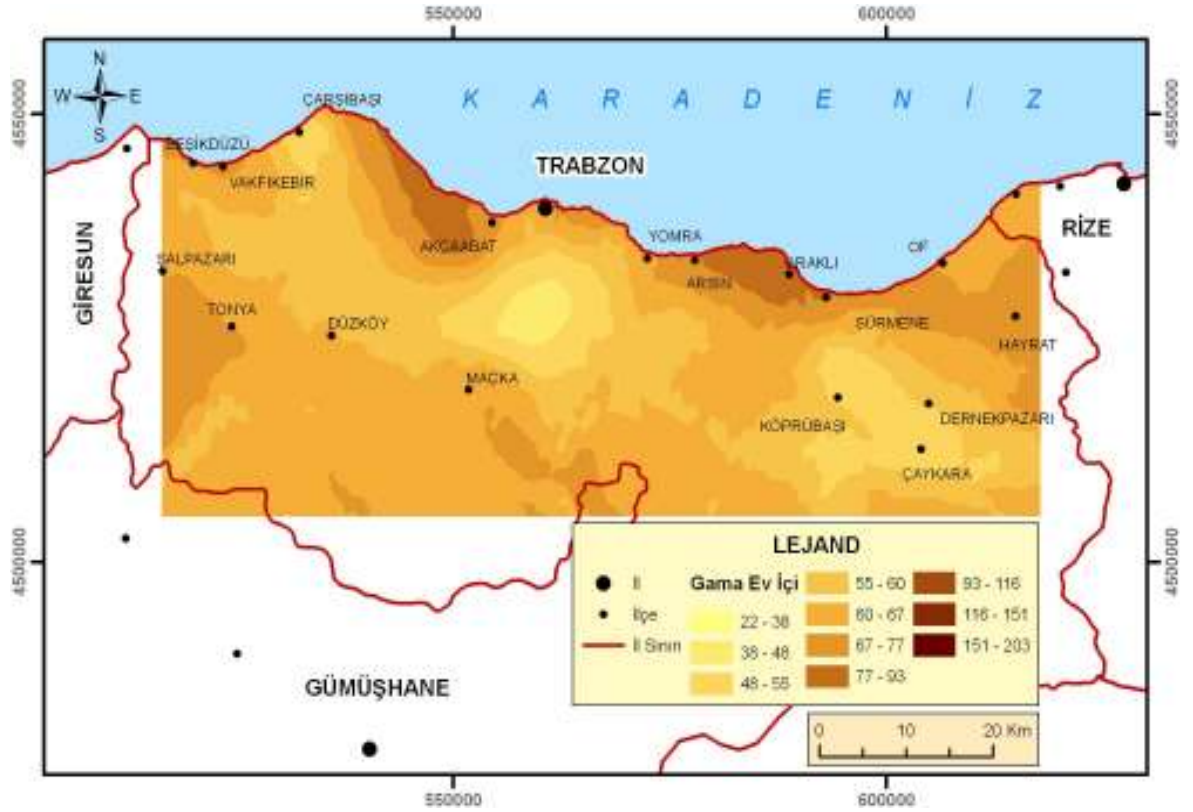 550000
600000
4550000
4550000
N
W E
S
K A R A D E N İ Z
ÇARŞIBAŞI
BEŞİKDÜZÜ
VAKFIKEBİR
TRABZON
AKÇAABAT
YOMRA
ARSİN
ARAKLI
OF
RİZE
GİRESUN
ŞALPAZARI
TONYA
DÜZKÖY
SÜRMENE
HAYRAT
MAÇKA
KÖPRÜBAŞI
DERNEKPAZARI
ÇAYKARA
4500000
4500000
LEJAND
İl
İlçe
İl Sınırı
Gama Ev İçi
22 - 38
38 - 48
48 - 55
55 - 60
60 - 67
67 - 77
77 - 93
93 - 116
116 - 151
151 - 203
GÜMÜŞHANE
0 10 20 Km
550000
600000